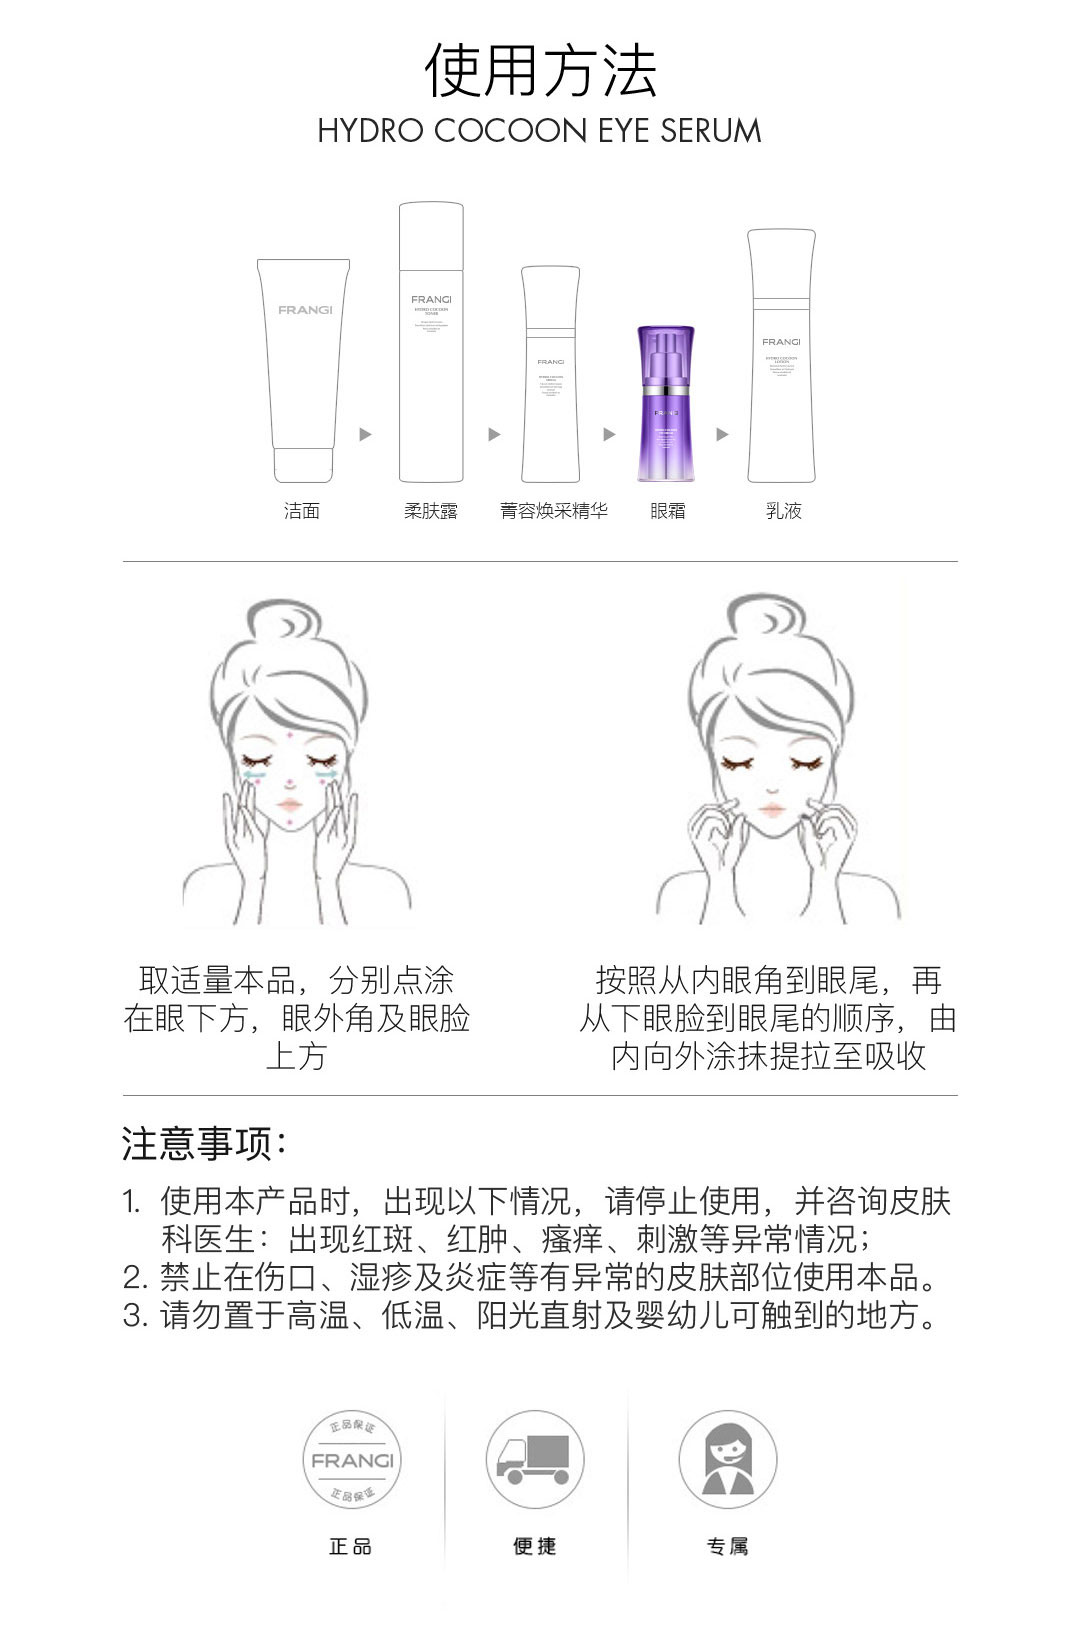 使用方法
HYDRO COCOON EYE SERUM
FRANGI
FRANGI
HYDRO COCOON
TONER
FRANGI
FRANGI
FRANGI
HYDRO COCOON
LOTION
洁面
柔肤露
菁容焕采精华
眼霜
乳液
取适量本品，分别点涂
在眼下方，眼外角及眼脸
上方
按照从内眼角到眼尾，再
从下眼脸到眼尾的顺序，由
内向外涂抹提拉至吸收
注意事项：
1. 使用本产品时，出现以下情况，请停止使用，并咨询皮肤
科医生：出现红斑、红肿、瘙痒、刺激等异常情况；
2. 禁止在伤口、湿疹及炎症等有异常的皮肤部位使用本品。
3. 请勿置于高温、低温、阳光直射及婴幼儿可触到的地方。
正品保证
FRANGI
正品保证
正品
便捷
专属